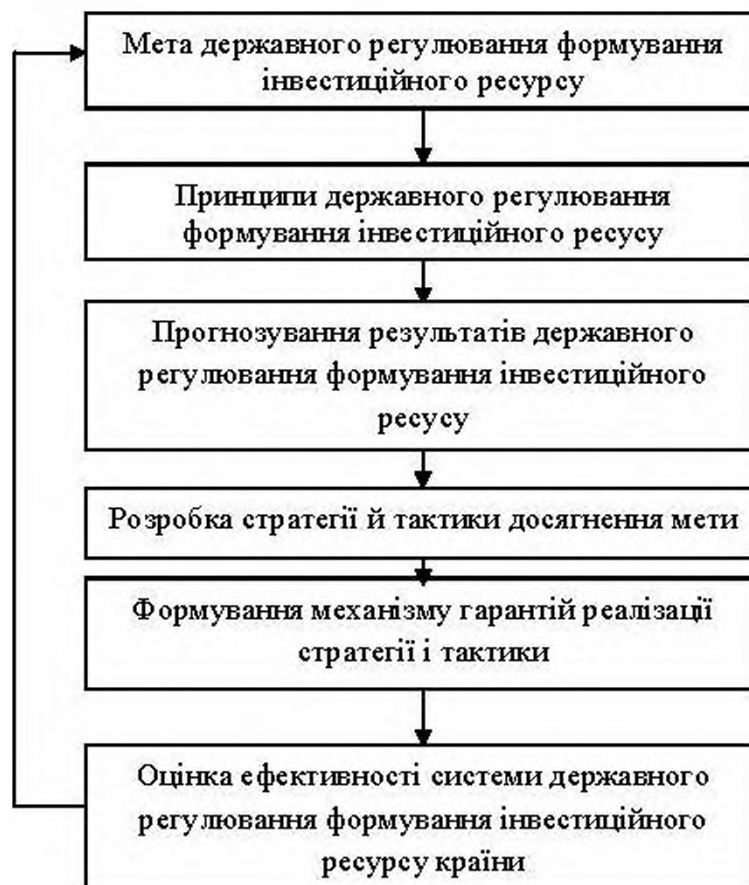 Мета державного регулювання формування
інвестиційного ресурсу
Принципи державного регулювання
формування інвестиційного ресусу
Прогнозування результатів державного
регулювання формування інвестиційного
ресусу
Розробка стратегії й тактики досягнення мети
Формування механізму гарантій реалізації
стратегії і тактики
Оцінка ефективності системи державного
регулювання формування інвестиційного
ресурсу країни